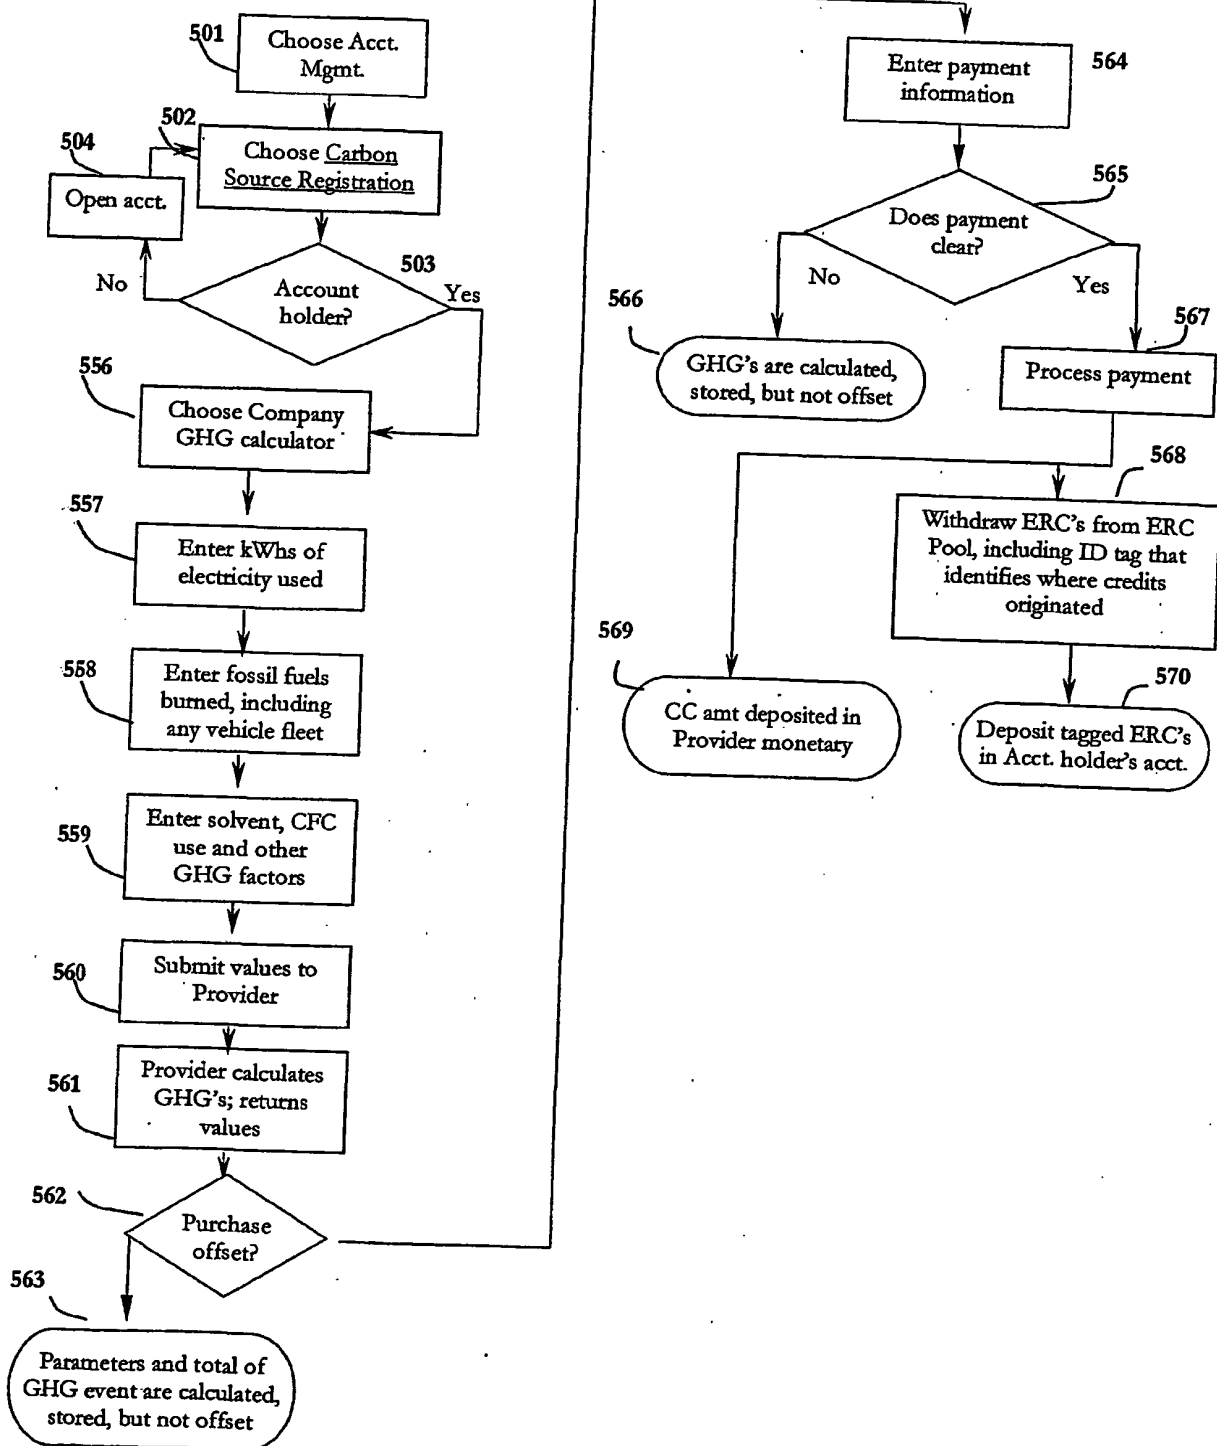 501
Choose Acct.
Mgmt.
502
Choose Carbon
Source Registration
504
Open acct.
503
Account
holder?
No
Yes
556
Choose Company
GHG calculator
557
Enter kWhs of
electricity used
558
Enter fossil fuels
burned, including
any vehicle fleet
559
Enter solvent, CFC
use and other
GHG factors
560
Submit values to
Provider
561
Provider calculates
GHG's; returns
values
562
Purchase
offset?
563
Parameters and total of
GHG event are calculated,
stored, but not offset
564
Enter payment
information
565
Does payment
clear?
No
Yes
566
GHG's are calculated,
stored, but not offset
567
Process payment
568
Withdraw ERC's from ERC
Pool, including ID tag that
identifies where credits
originated
569
CC amt deposited in
Provider monetary
570
Deposit tagged ERC's
in Acct. holder's acct.